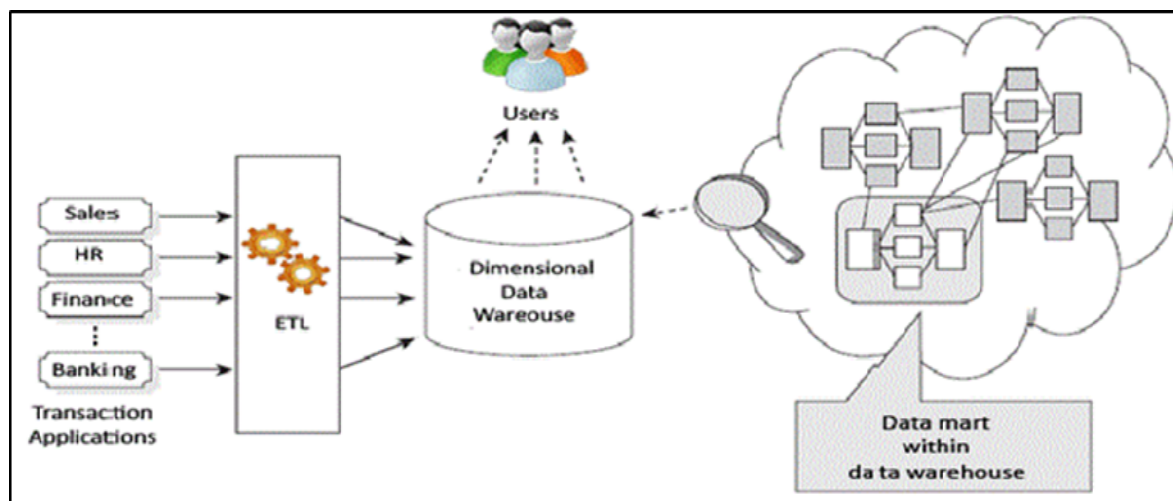 Users
Sales
HR
Finance
Banking
Transaction
Applications
ETL
Dimensional
Data
Wareouse
Data mart
within
data warehouse